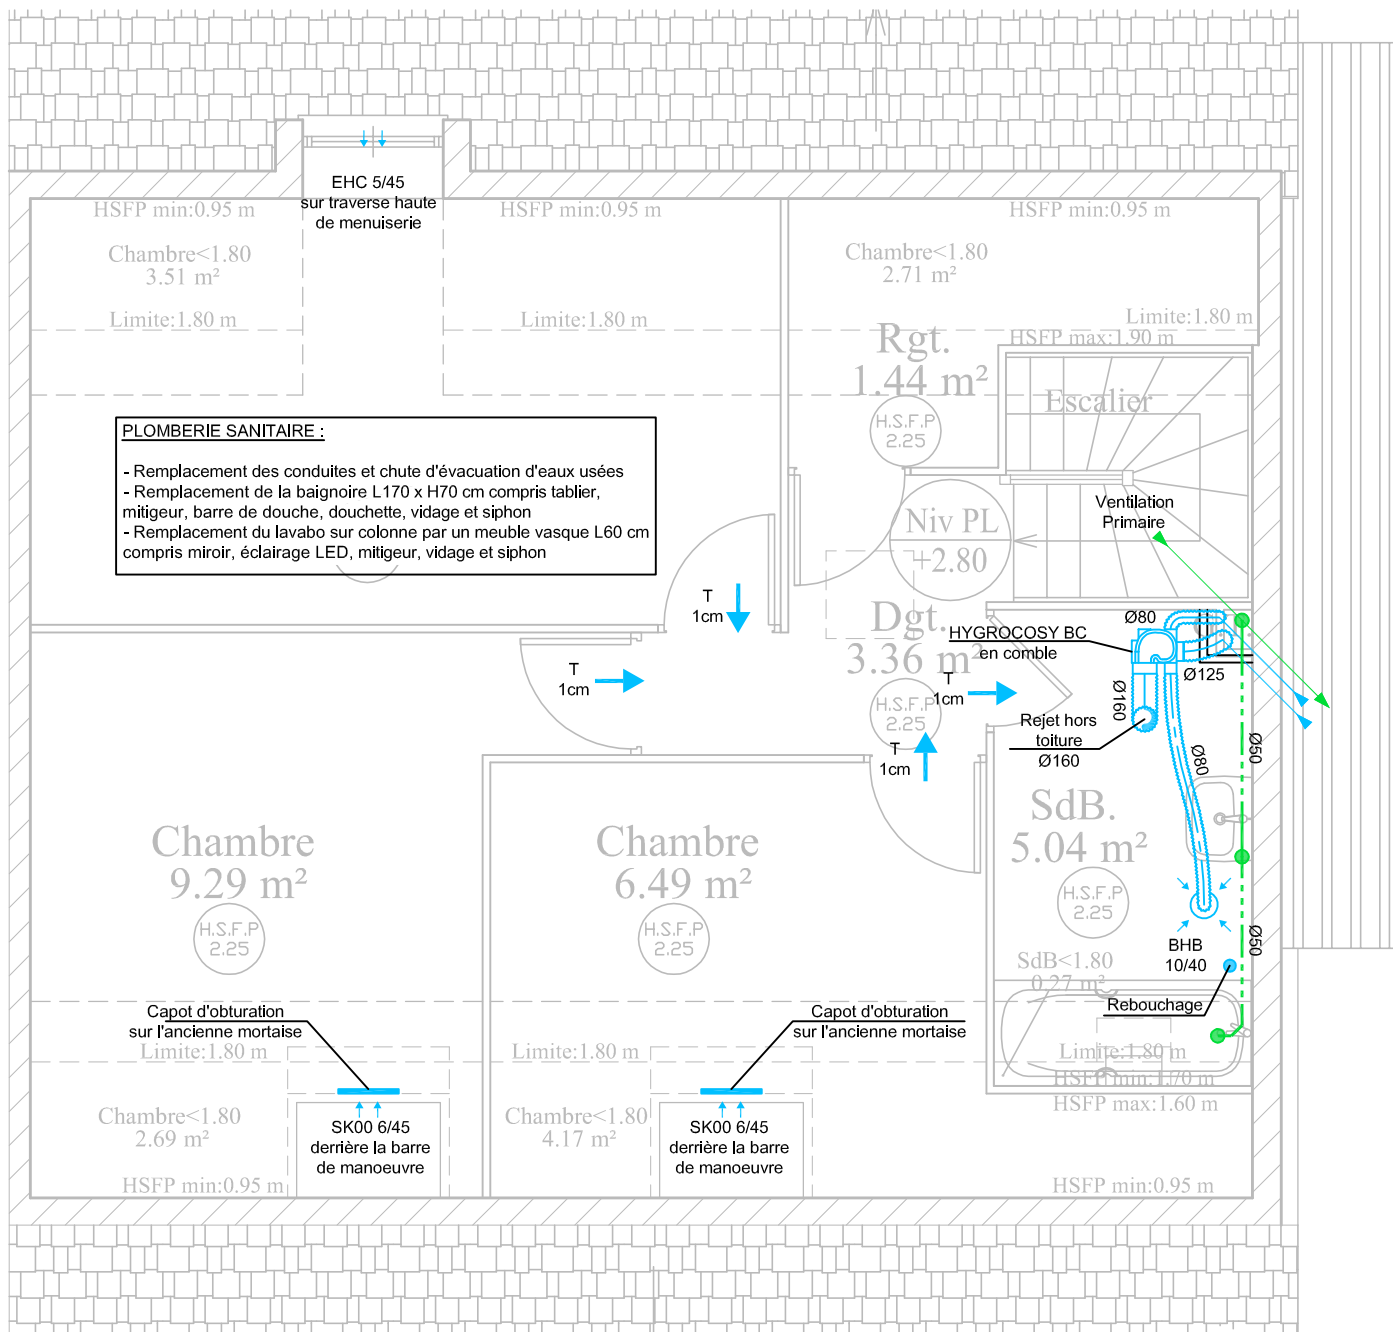 EHC 5/45
sur traverse haute
de menuiserie
HSFP min:0.95 m
HSFP min:0.95 m
HSFP min:0.95 m
Chambre<1.80
3.51 m²
Chambre<1.80
2.71 m²
Limite:1.80 m
Limite:1.80 m
Limite:1.80 m
HSFP max:1.90 m
Rgt.
1.44 m²
H.S.F.P
2.25
Escalier
PLOMBERIE SANITAIRE :
- Remplacement des conduites et chute d'évacuation d'eaux usées
- Remplacement de la baignoire L170 x H70 cm compris tablier,
mitigeur, barre de douche, douchette, vidage et siphon
- Remplacement du lavabo sur colonne par un meuble vasque L60 cm
compris miroir, éclairage LED, mitigeur, vidage et siphon
Ventilation
Primaire
Niv PL
+2.80
T
1cm
Dgt.
3.36 m²
H.S.F.P
2.25
HYGROCOSY BC
en comble
Ø80
Ø125
T
1cm
T
1cm
Ø160
Rejet hors
toiture
Ø160
T
1cm
Ø80
Ø50
Chambre
9.29 m²
H.S.F.P
2.25
Chambre
6.49 m²
H.S.F.P
2.25
SdB.
5.04 m²
H.S.F.P
2.25
BHB
10/40
Ø50
SdB<1.80
0.27 m²
Rebouchage
Capot d'obturation
sur l'ancienne mortaise
Capot d'obturation
sur l'ancienne mortaise
Limite:1.80 m
Limite:1.80 m
Limite:1.80 m
HSFP min:1.70 m
HSFP max:1.60 m
Chambre<1.80
2.69 m²
SK00 6/45
derrière la barre
de manoeuvre
Chambre<1.80
4.17 m²
SK00 6/45
derrière la barre
de manoeuvre
HSFP min:0.95 m
HSFP min:0.95 m